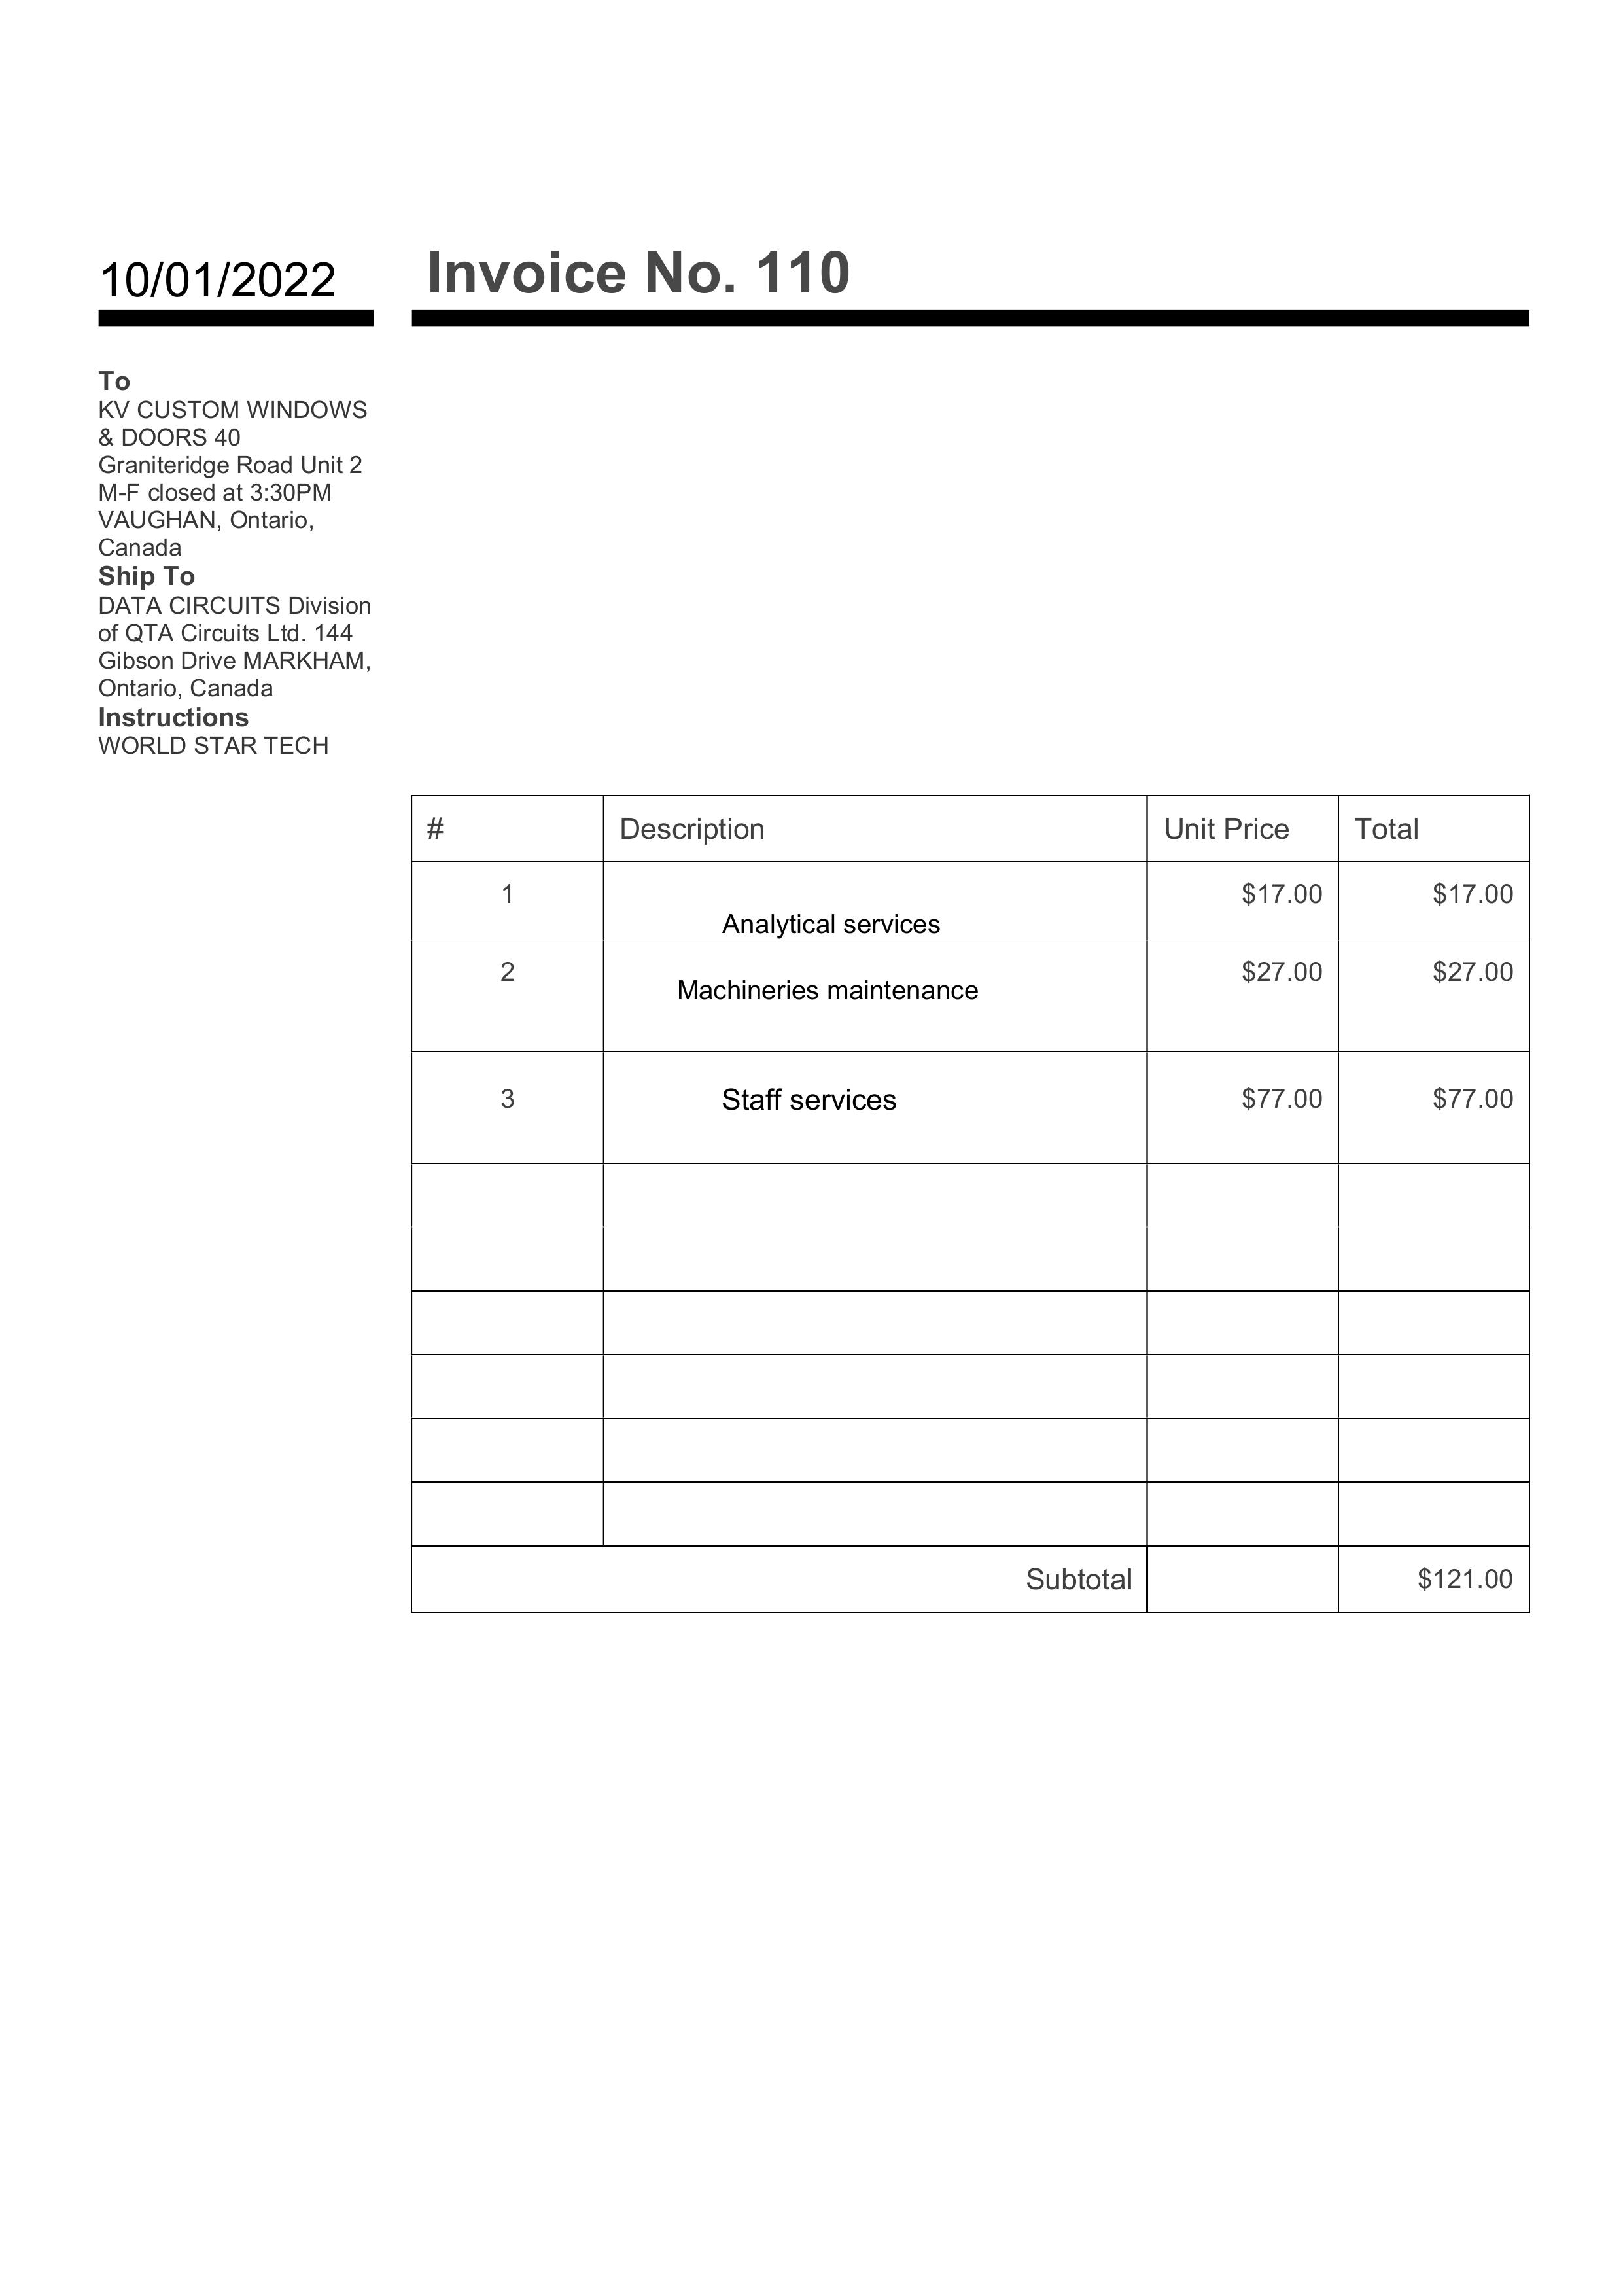 10/01/2022 Invoice No. 110
To
KV CUSTOM WINDOWS
& DOORS 40
Graniteridge Road Unit 2
M-F closed at 3:30PM
VAUGHAN, Ontario,
Canada
Ship To
DATA CIRCUITS Division
of QTA Circuits Ltd. 144
Gibson Drive MARKHAM,
Ontario, Canada
Instructions
WORLD STAR TECH
# Description Unit Price Total
1 Analytical services $17.00 $17.00
2 Machineries maintenance $27.00 $27.00
3 Staff services $77.00 $77.00
Subtotal $121.00